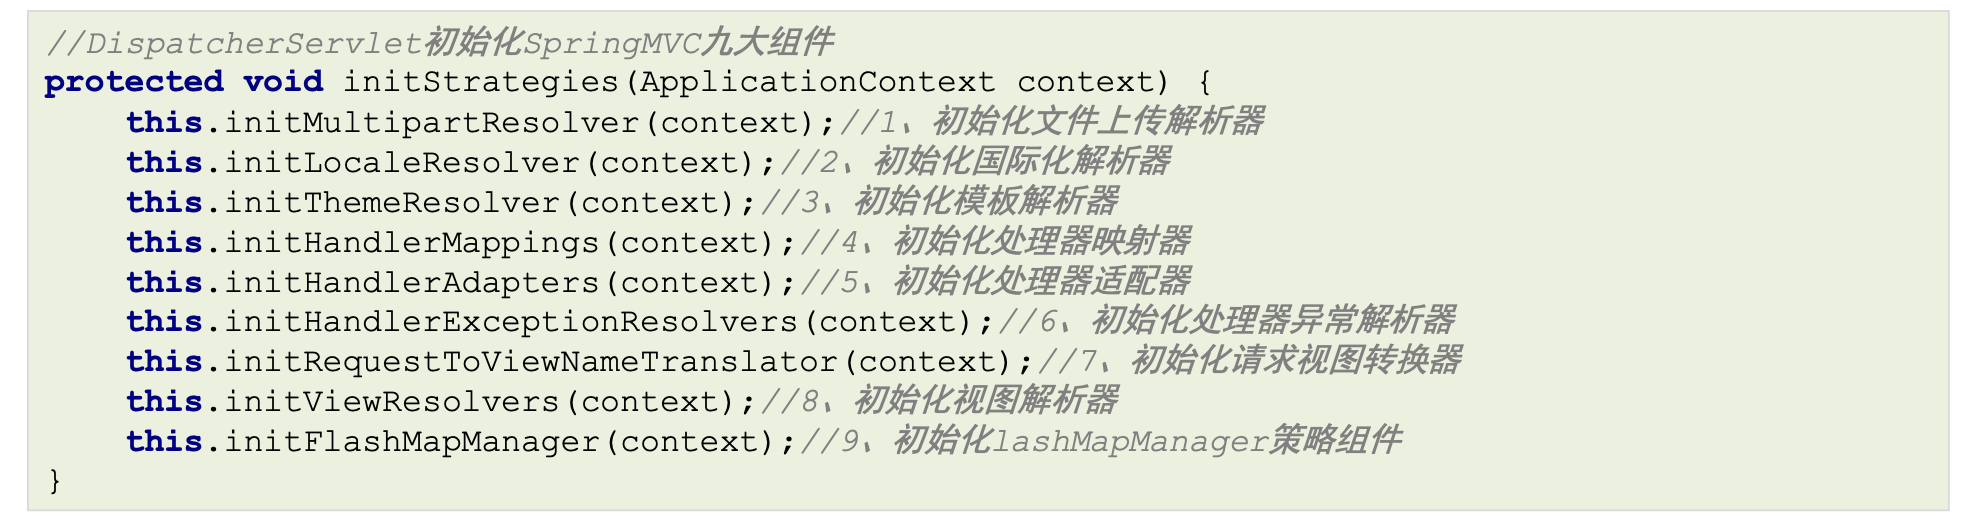 //DispatcherServlet初始化SpringMVC九大组件
protected void initStrategies(ApplicationContext context) {
    this.initMultipartResolver(context);//1、初始化文件上传解析器
    this.initLocaleResolver(context);//2、初始化国际化解析器
    this.initThemeResolver(context);//3、初始化模板解析器
    this.initHandlerMappings(context);//4、初始化处理器映射器
    this.initHandlerAdapters(context);//5、初始化处理器适配器
    this.initHandlerExceptionResolvers(context);//6、初始化处理器异常解析器
    this.initRequestToViewNameTranslator(context);//7、初始化请求视图转换器
    this.initViewResolvers(context);//8、初始化视图解析器
    this.initFlashMapManager(context);//9、初始化lashMapManager策略组件
}